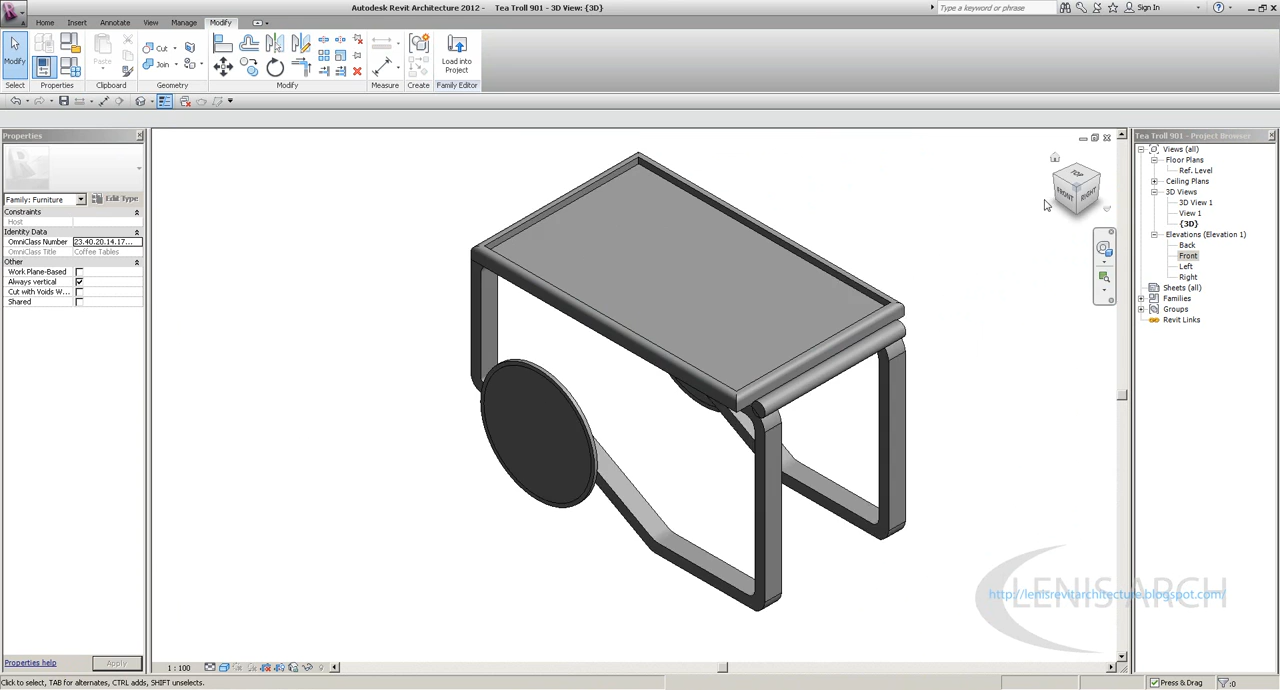 Autodesk Revit Architecture 2012 - Tea Troll 901 - 3D View: {3D}
Type a keyword or phrase
Sign In
Home Insert Annotate View Manage Modify
Modify
Cut
Join
Paste
Load into
Project
Select Properties Clipboard Geometry Modify Measure Create Family Editor
Properties
Family: Furniture
Edit Type
Constraints
Host
Identity Data
OmniClass Number 23.40.20.14.17...
OmniClass Title Coffee Tables
Other
Work Plane-Based
Always vertical
Cut with Voids W...
Shared
Properties help
Apply
TOP
FRONT
RIGHT
Tea Troll 901 - Project Browser
Views (all)
Floor Plans
Ref. Level
Ceiling Plans
3D Views
3D View 1
View 1
{3D}
Elevations (Elevation 1)
Back
Front
Left
Right
Sheets (all)
Families
Groups
Revit Links
LENIS ARCH
http://lenisrevitarchitecture.blogspot.com/
1 : 100
Click to select, TAB for alternates, CTRL adds, SHIFT unselects.
Press & Drag
:0